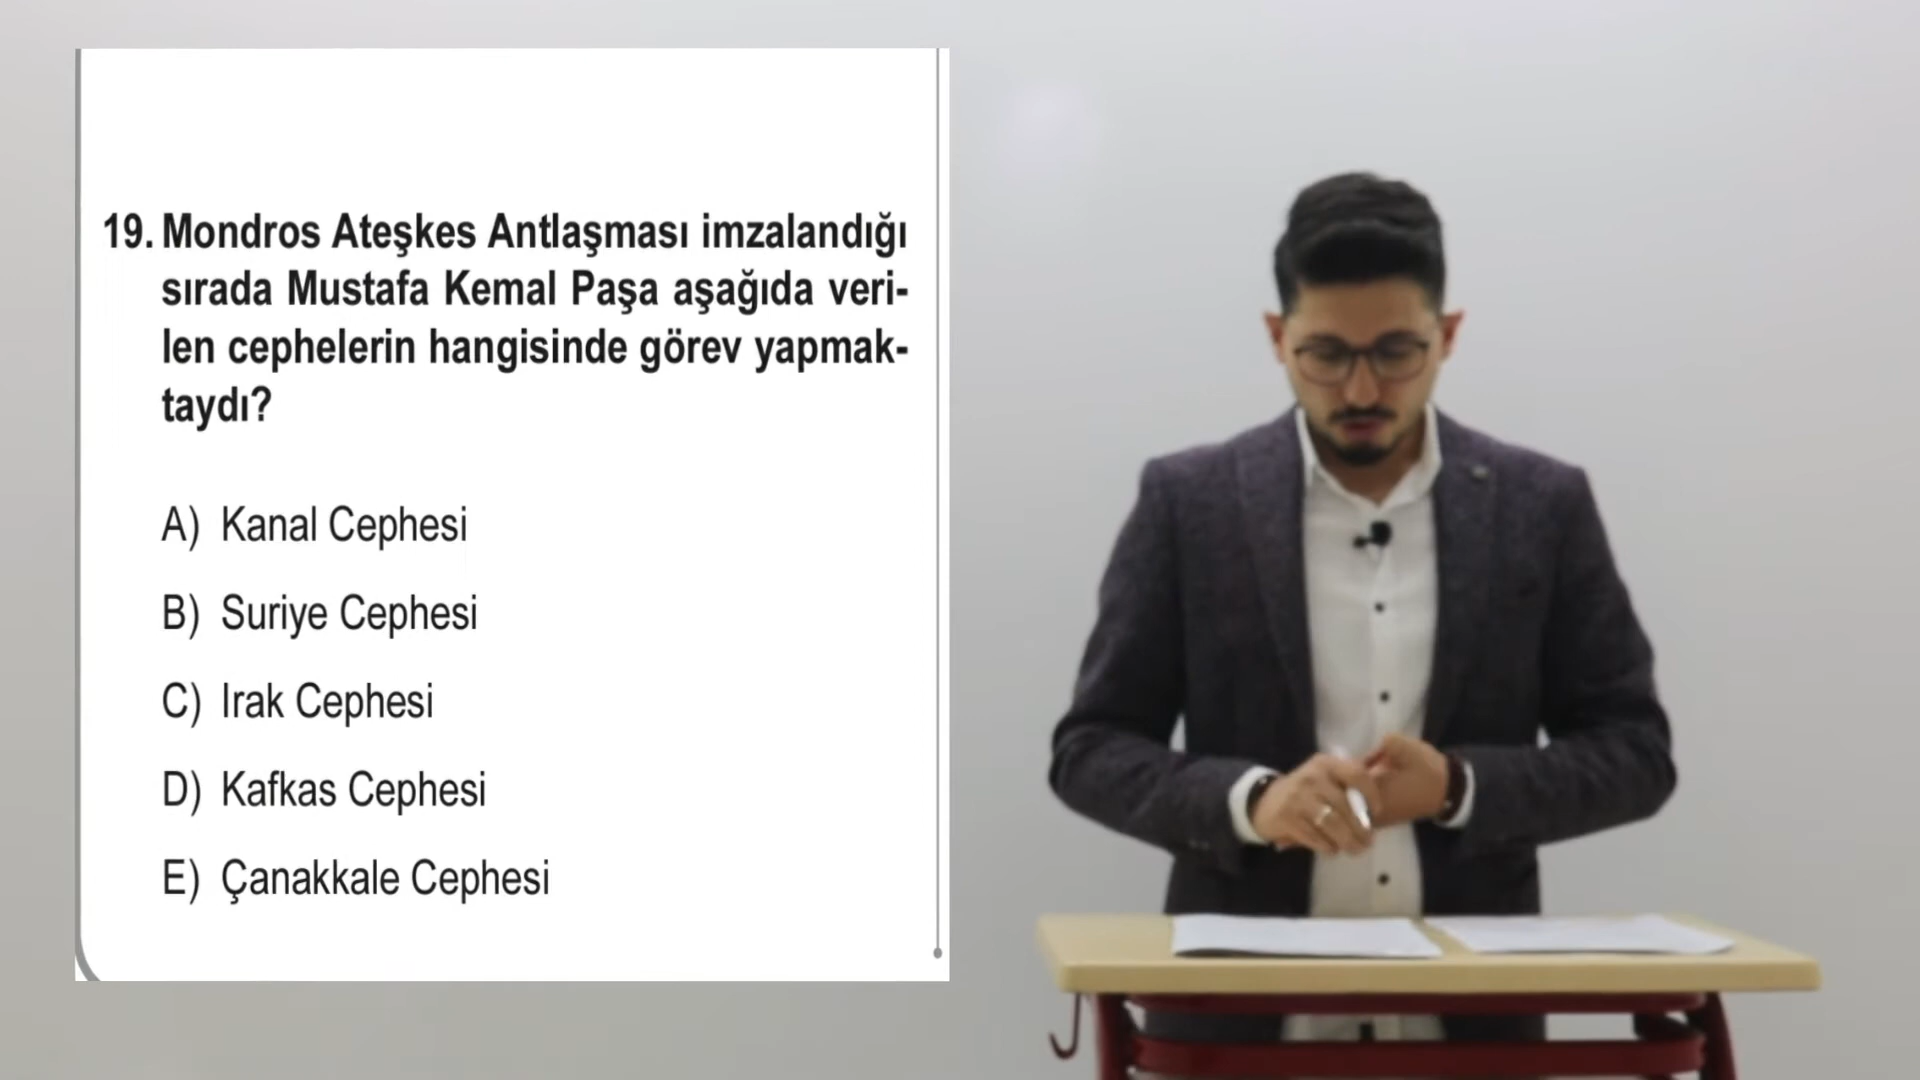 19. Mondros Ateşkes Antlaşması imzalandığı
sırada Mustafa Kemal Paşa aşağıda veri-
len cephelerin hangisinde görev yapmak-
taydı?
A) Kanal Cephesi
B) Suriye Cephesi
C) Irak Cephesi
D) Kafkas Cephesi
E) Çanakkale Cephesi